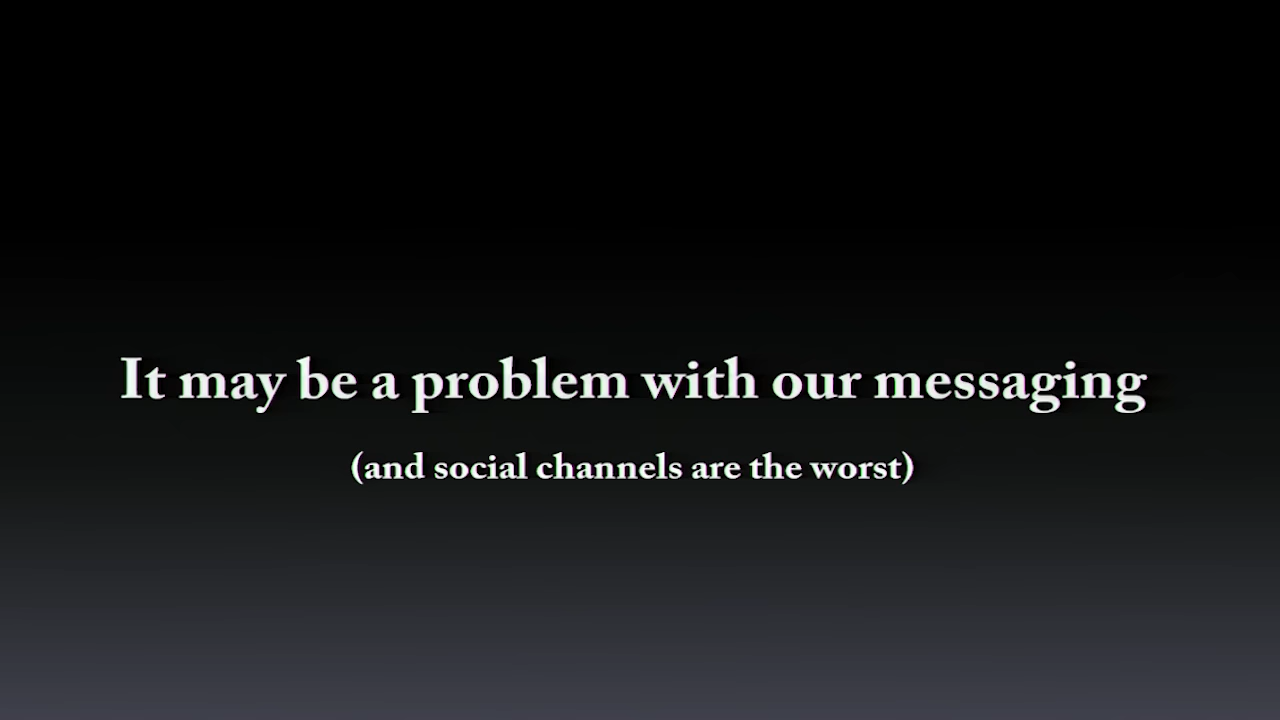 It may be a problem with our messaging
(and social channels are the worst)